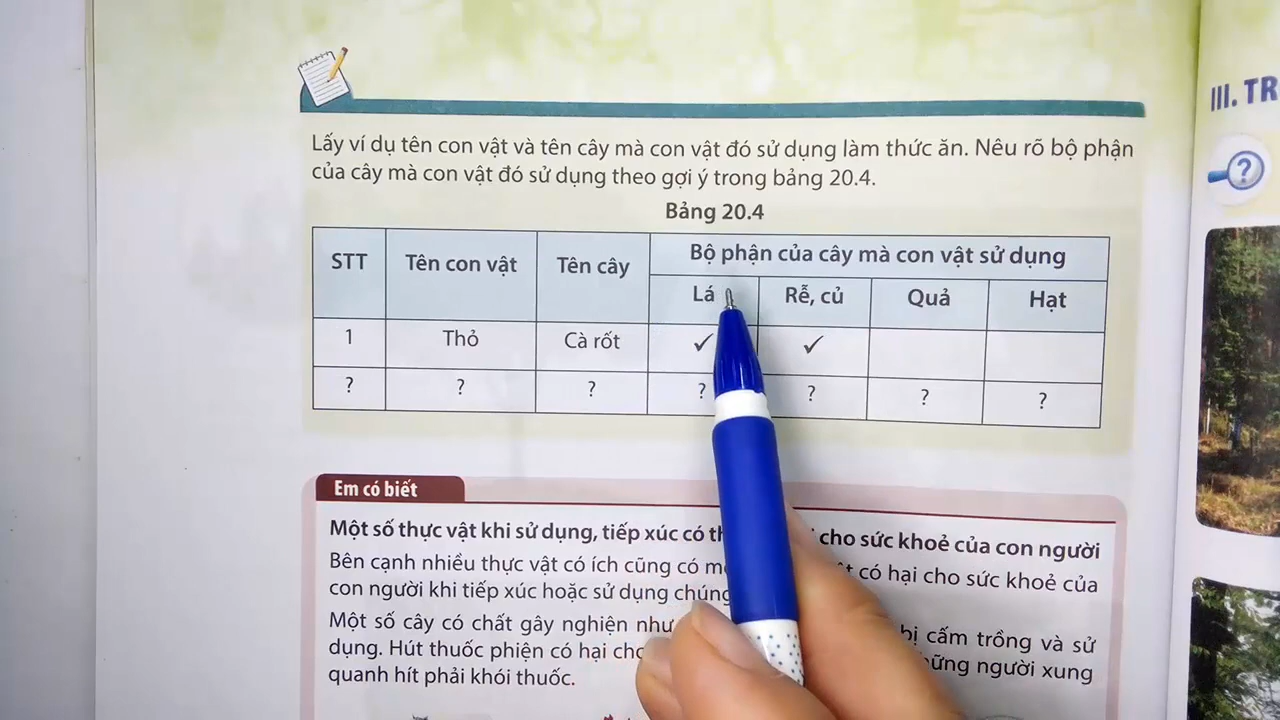 III. TR
Lấy ví dụ tên con vật và tên cây mà con vật đó sử dụng làm thức ăn. Nêu rõ bộ phận
của cây mà con vật đó sử dụng theo gợi ý trong bảng 20.4.
Bảng 20.4
STT Tên con vật Tên cây Bộ phận của cây mà con vật sử dụng
Lá Rễ, củ Quả Hạt
1 Thỏ Cà rốt ✓ ✓
? ? ? ? ? ? ?
Em có biết
Một số thực vật khi sử dụng, tiếp xúc có cho sức khoẻ của con người
Bên cạnh nhiều thực vật có ích cũng có có hại cho sức khoẻ của
con người khi tiếp xúc hoặc sử dụng chúng
Một số cây có chất gây nghiện như bị cấm trồng và sử
dụng. Hút thuốc phiện có hại những người xung
quanh hít phải khói thuốc.